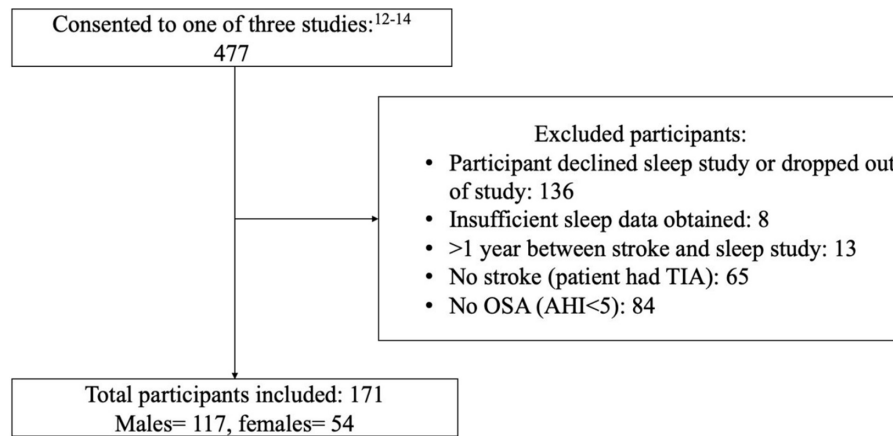 Consented to one of three studies:12-14
477
Excluded participants:
• Participant declined sleep study or dropped out
of study: 136
• Insufficient sleep data obtained: 8
• >1 year between stroke and sleep study: 13
• No stroke (patient had TIA): 65
• No OSA (AHI<5): 84
Total participants included: 171
Males= 117, females= 54